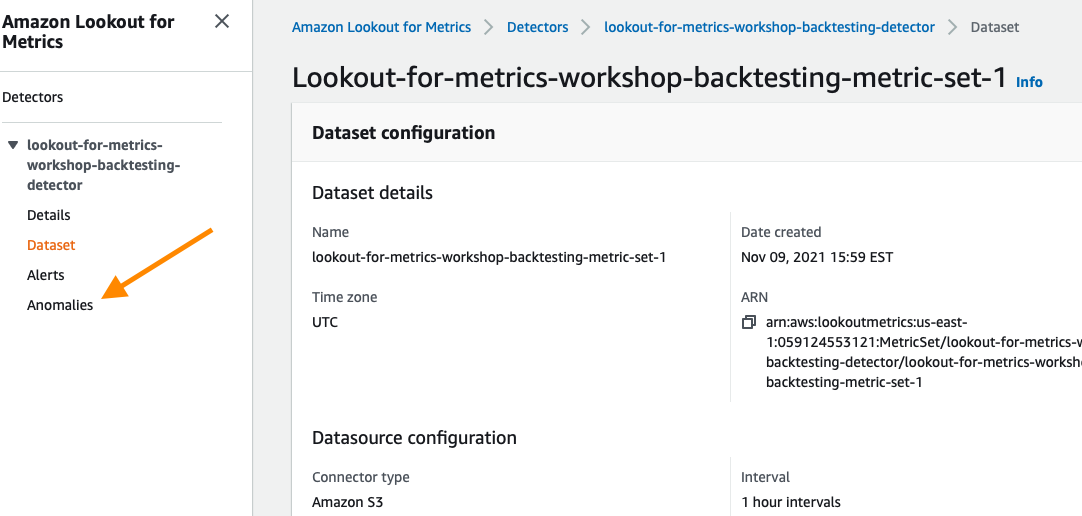 Amazon Lookout for
Metrics
Detectors
lookout-for-metrics-
workshop-backtesting-
detector
Details
Dataset
Alerts
Anomalies
Amazon Lookout for Metrics
Detectors
lookout-for-metrics-workshop-backtesting-detector
Dataset
Lookout-for-metrics-workshop-backtesting-metric-set-1 Info
Dataset configuration
Dataset details
Name
lookout-for-metrics-workshop-backtesting-metric-set-1
Time zone
UTC
Date created
Nov 09, 2021 15:59 EST
ARN
arn:aws:lookoutmetrics:us-east-
1:059124553121:MetricSet/lookout-for-metrics-w
backtesting-detector/lookout-for-metrics-worksho
backtesting-metric-set-1
Datasource configuration
Connector type
Amazon S3
Interval
1 hour intervals